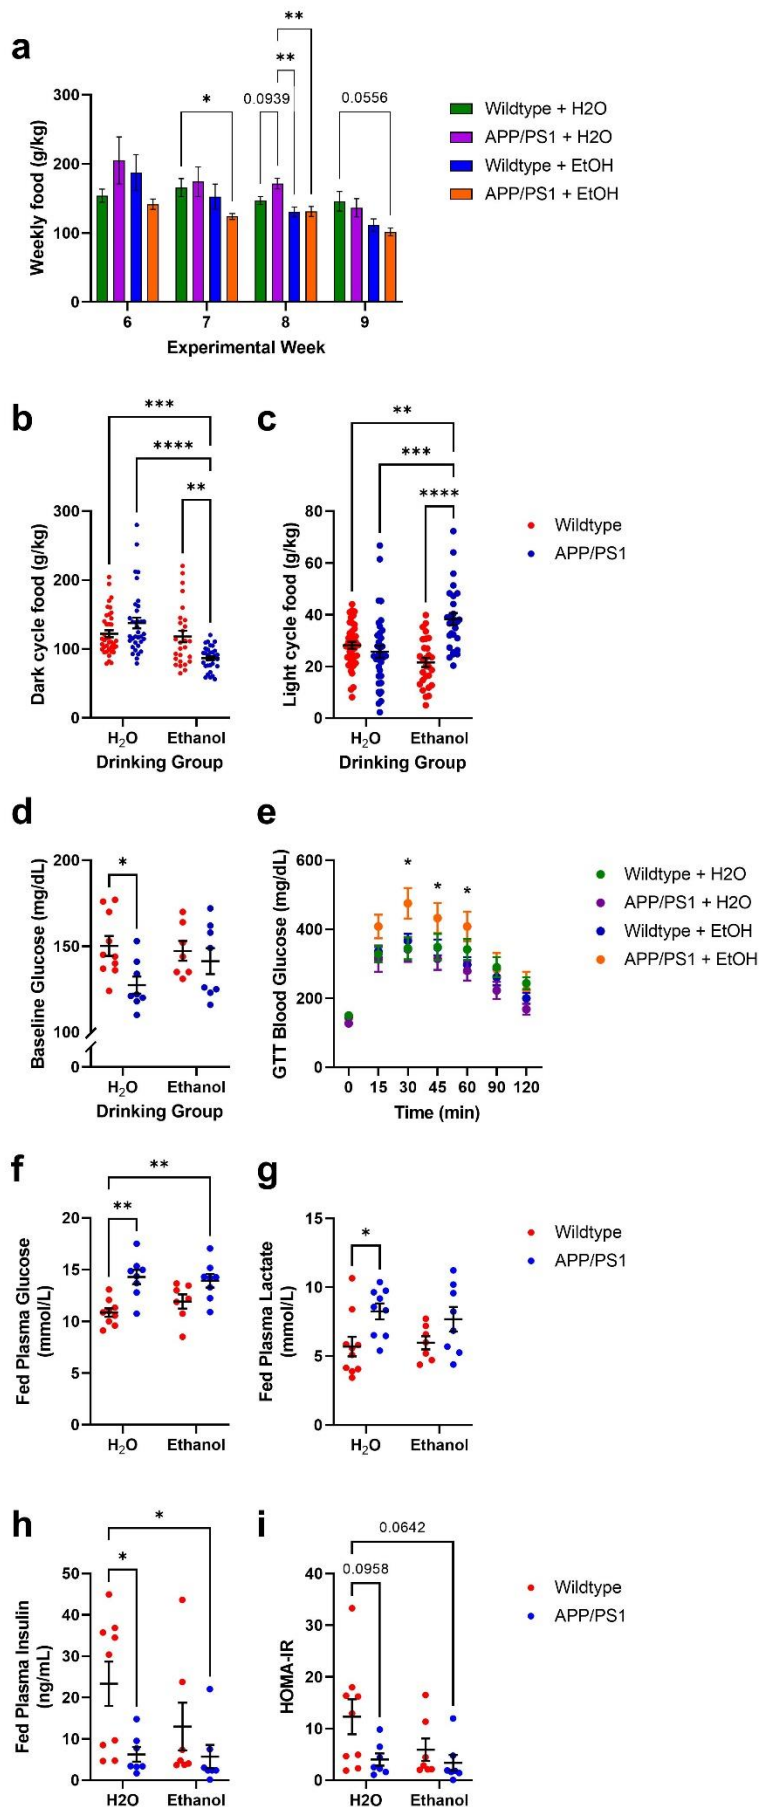 a
**
**
*
0.0939
0.0556
300
200
100
0
Weekly food (g/kg)
6 7 8 9
Experimental Week
Wildtype + H2O
APP/PS1 + H2O
Wildtype + EtOH
APP/PS1 + EtOH
b
***
****
**
300
200
100
0
Dark cycle food (g/kg)
H₂O Ethanol
Drinking Group
c
**
***
****
80
60
40
20
0
Light cycle food (g/kg)
H₂O Ethanol
Drinking Group
Wildtype
APP/PS1
d
*
200
150
100
0
Baseline Glucose (mg/dL)
H₂O Ethanol
Drinking Group
e
* * *
600
400
200
0
GTT Blood Glucose (mg/dL)
0 15 30 45 60 90 120
Time (min)
Wildtype + H2O
APP/PS1 + H2O
Wildtype + EtOH
APP/PS1 + EtOH
f
**
**
20
15
10
5
0
Fed Plasma Glucose
(mmol/L)
H₂O Ethanol
g
*
15
10
5
0
Fed Plasma Lactate
(mmol/L)
H₂O Ethanol
Wildtype
APP/PS1
h
*
*
50
40
30
20
10
0
Fed Plasma Insulin
(ng/mL)
H2O Ethanol
i
0.0642
0.0958
40
30
20
10
0
HOMA-IR
H2O Ethanol
Wildtype
APP/PS1